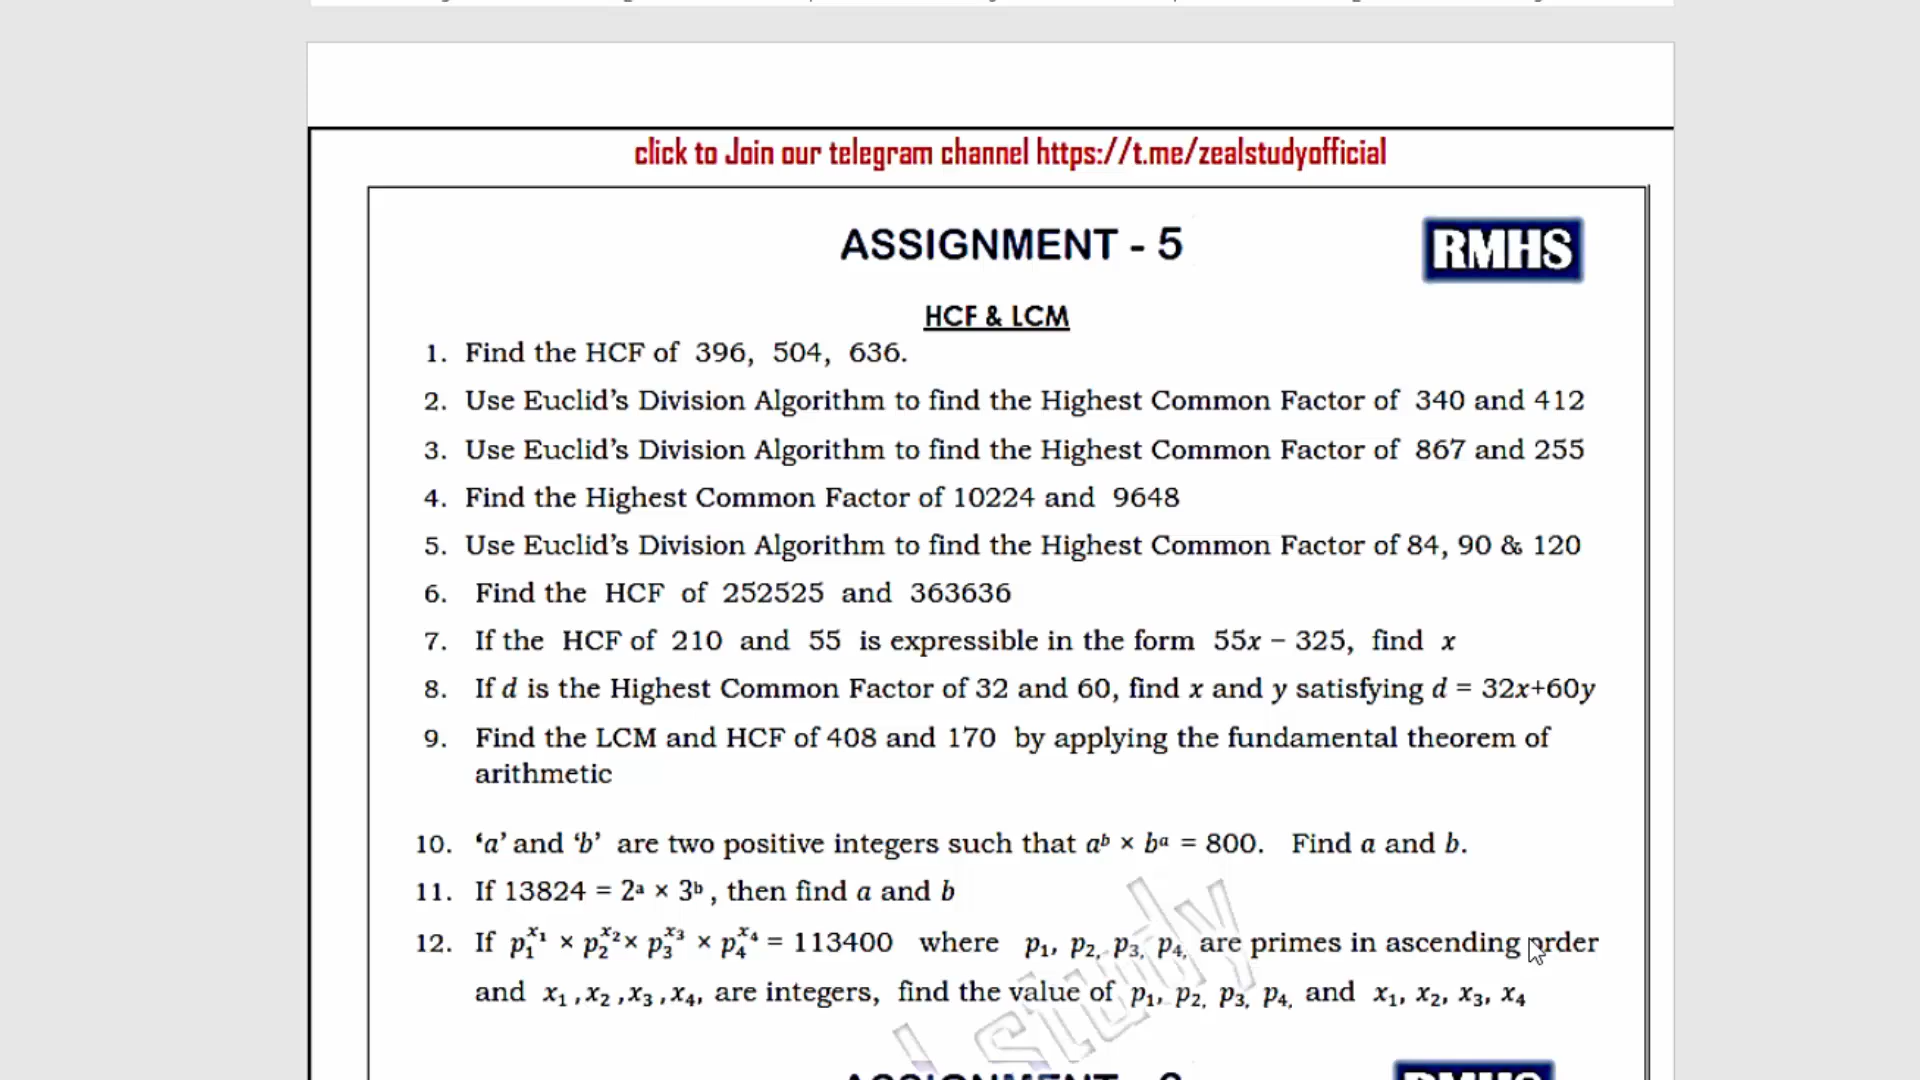 click to Join our telegram channel https://t.me/zealstudyofficial
ASSIGNMENT - 5
RMHS
HCF & LCM
1. Find the HCF of 396, 504, 636.
2. Use Euclid's Division Algorithm to find the Highest Common Factor of 340 and 412
3. Use Euclid's Division Algorithm to find the Highest Common Factor of 867 and 255
4. Find the Highest Common Factor of 10224 and 9648
5. Use Euclid's Division Algorithm to find the Highest Common Factor of 84, 90 & 120
6. Find the HCF of 252525 and 363636
7. If the HCF of 210 and 55 is expressible in the form 55x − 325, find x
8. If d is the Highest Common Factor of 32 and 60, find x and y satisfying d = 32x+60y
9. Find the LCM and HCF of 408 and 170 by applying the fundamental theorem of
arithmetic
10. 'a' and 'b' are two positive integers such that aᵇ × bᵃ = 800. Find a and b.
11. If 13824 = 2ᵃ × 3ᵇ , then find a and b
12. If p₁^x₁ × p₂^x₂ × p₃^x₃ × p₄^x₄ = 113400 where p₁, p₂, p₃, p₄, are primes in ascending order
and x₁ ,x₂ ,x₃ ,x₄, are integers, find the value of p₁, p₂, p₃, p₄, and x₁, x₂, x₃, x₄
study